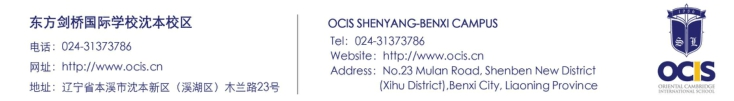 东方剑桥国际学校沈本校区
电话：024-31373786
网址：http://www.ocis.cn
地址：辽宁省本溪市沈本新区（溪湖区）木兰路23号
OCIS SHENYANG-BENXI CAMPUS
Tel: 024-31373786
Website: http://www.ocis.cn
Address: No.23 Mulan Road, Shenben New District
(Xihu District),Benxi City, Liaoning Province
S L
OCIS
ORIENTAL CAMBRIDGE
INTERNATIONAL SCHOOL